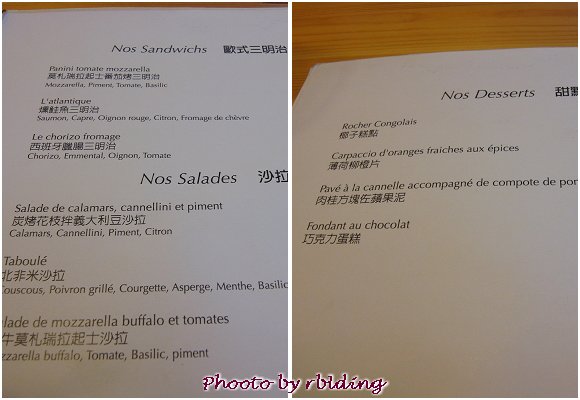 Nos Sandwichs 歐式三明治
Panini tomate mozzarella
莫札瑞拉起士番茄烤三明治
Mozzarella, Piment, Tomate, Basilic
L'atlantique
燻鮭魚三明治
Saumon, Capre, Oignon rouge, Citron, Fromage de chèvre
Le chorizo fromage
西班牙臘腸三明治
Chorizo, Emmental, Oignon, Tomate
Nos Salades 沙拉
Salade de calamars, cannellini et piment
炭烤花枝拌義大利豆沙拉
Calamars, Cannellini, Piment, Citron
Taboulé
北非米沙拉
Couscous, Poivron grillé, Courgette, Asperge, Menthe, Basilic
lade de mozzarella buffalo et tomates
牛莫札瑞拉起士沙拉
zzarella buffalo, Tomate, Basilic, piment
Nos Desserts 甜點
Rocher Congolais
椰子糕點
Carpaccio d'oranges fraiches aux épices
薄荷柳橙片
Pavé à la cannelle accompagné de compote de pom
肉桂方塊佐蘋果泥
Fondant au chocolat
巧克力蛋糕
Phooto by rblding